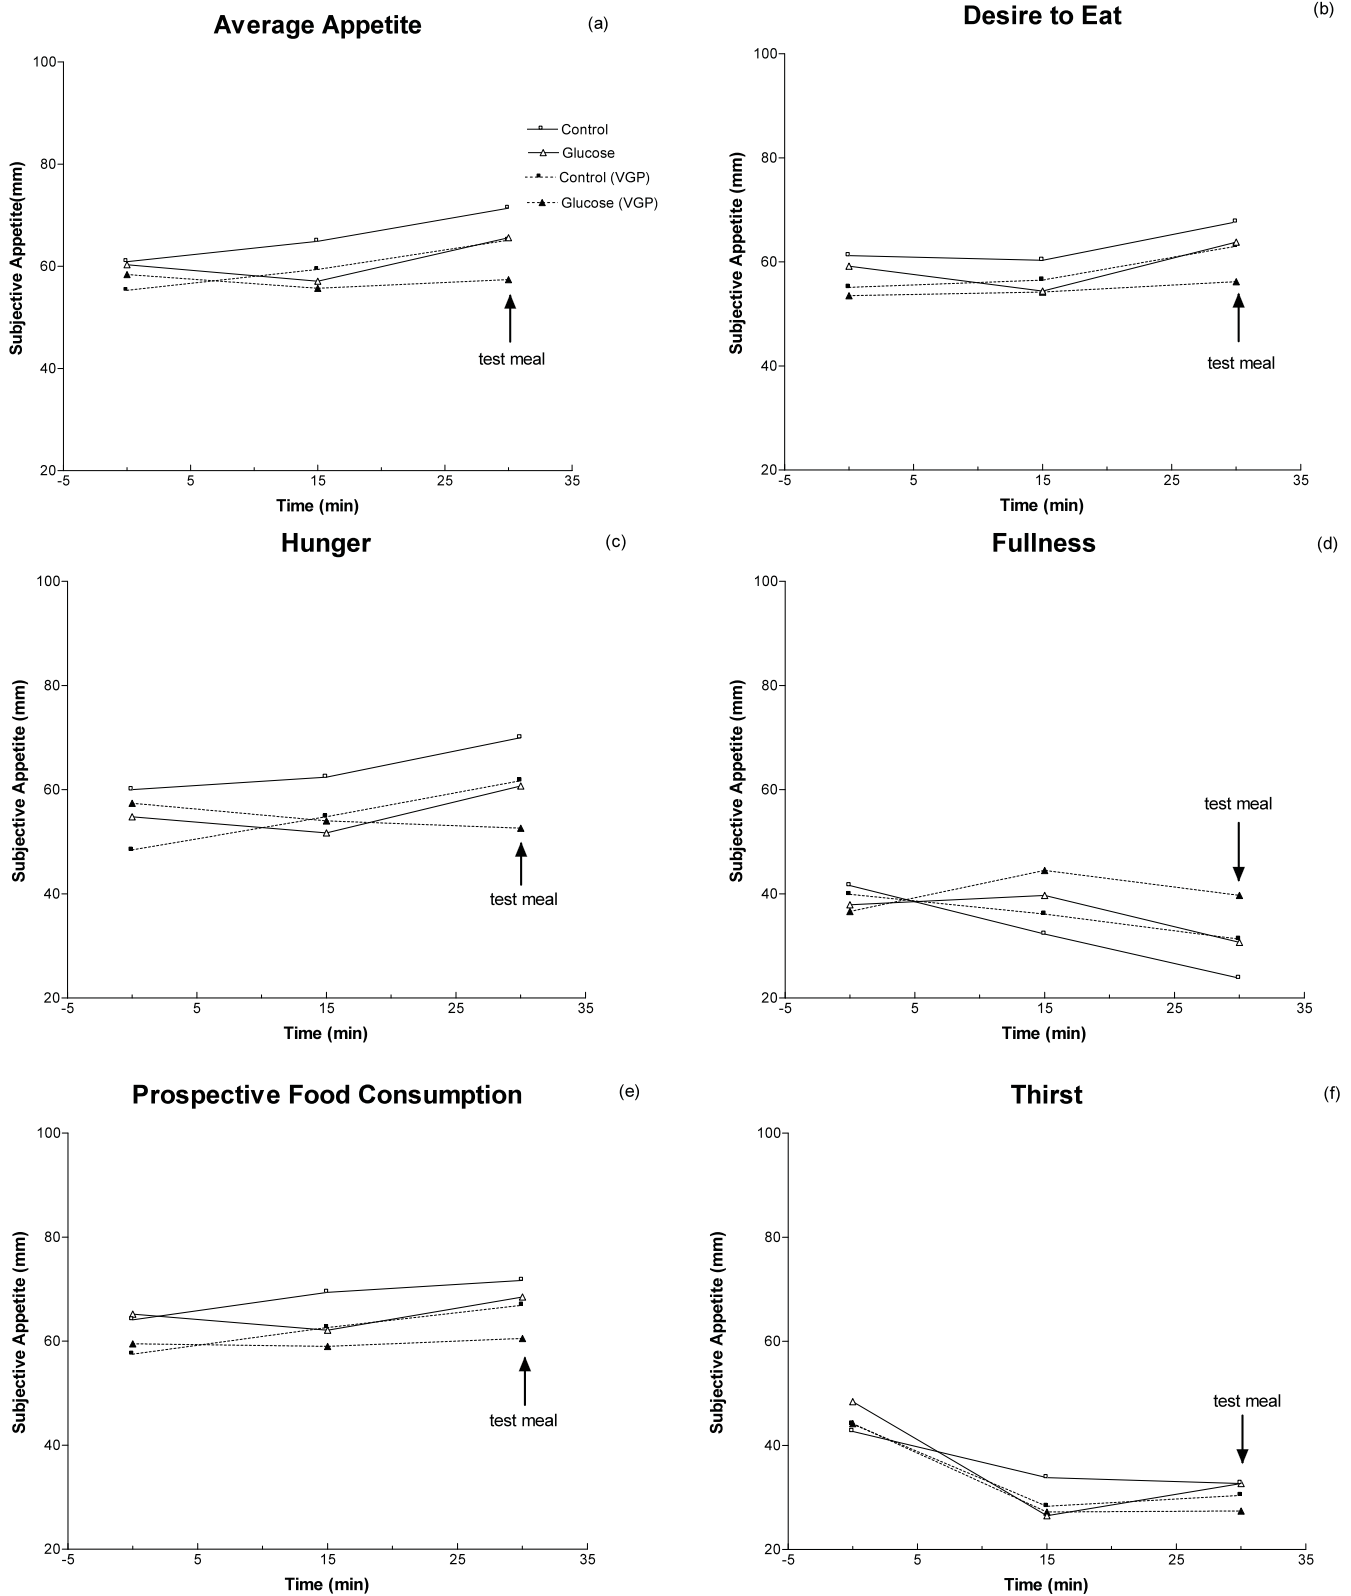 Average Appetite
(a)
100
80
60
40
20
-5
5
15
25
35
Subjective Appetite(mm)
Time (min)
Control
Glucose
Control (VGP)
Glucose (VGP)
test meal
Desire to Eat
(b)
100
80
60
40
20
-5
5
15
25
35
Subjective Appetite (mm)
Time (min)
test meal
Hunger
(c)
100
80
60
40
20
-5
5
15
25
35
Subjective Appetite (mm)
Time (min)
test meal
Fullness
(d)
100
80
60
40
20
-5
5
15
25
35
Subjective Appetite (mm)
Time (min)
test meal
Prospective Food Consumption
(e)
100
80
60
40
20
-5
5
15
25
35
Subjective Appetite (mm)
Time (min)
test meal
Thirst
(f)
100
80
60
40
20
-5
5
15
25
35
Subjective Appetite (mm)
Time (min)
test meal